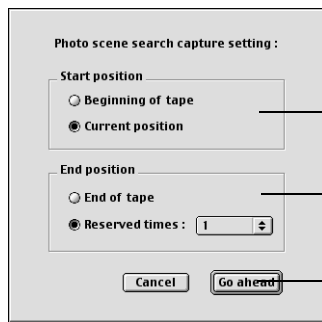 Photo scene search capture setting :
Start position
Beginning of tape
Current position
End position
End of tape
Reserved times : 1
Cancel Go ahead